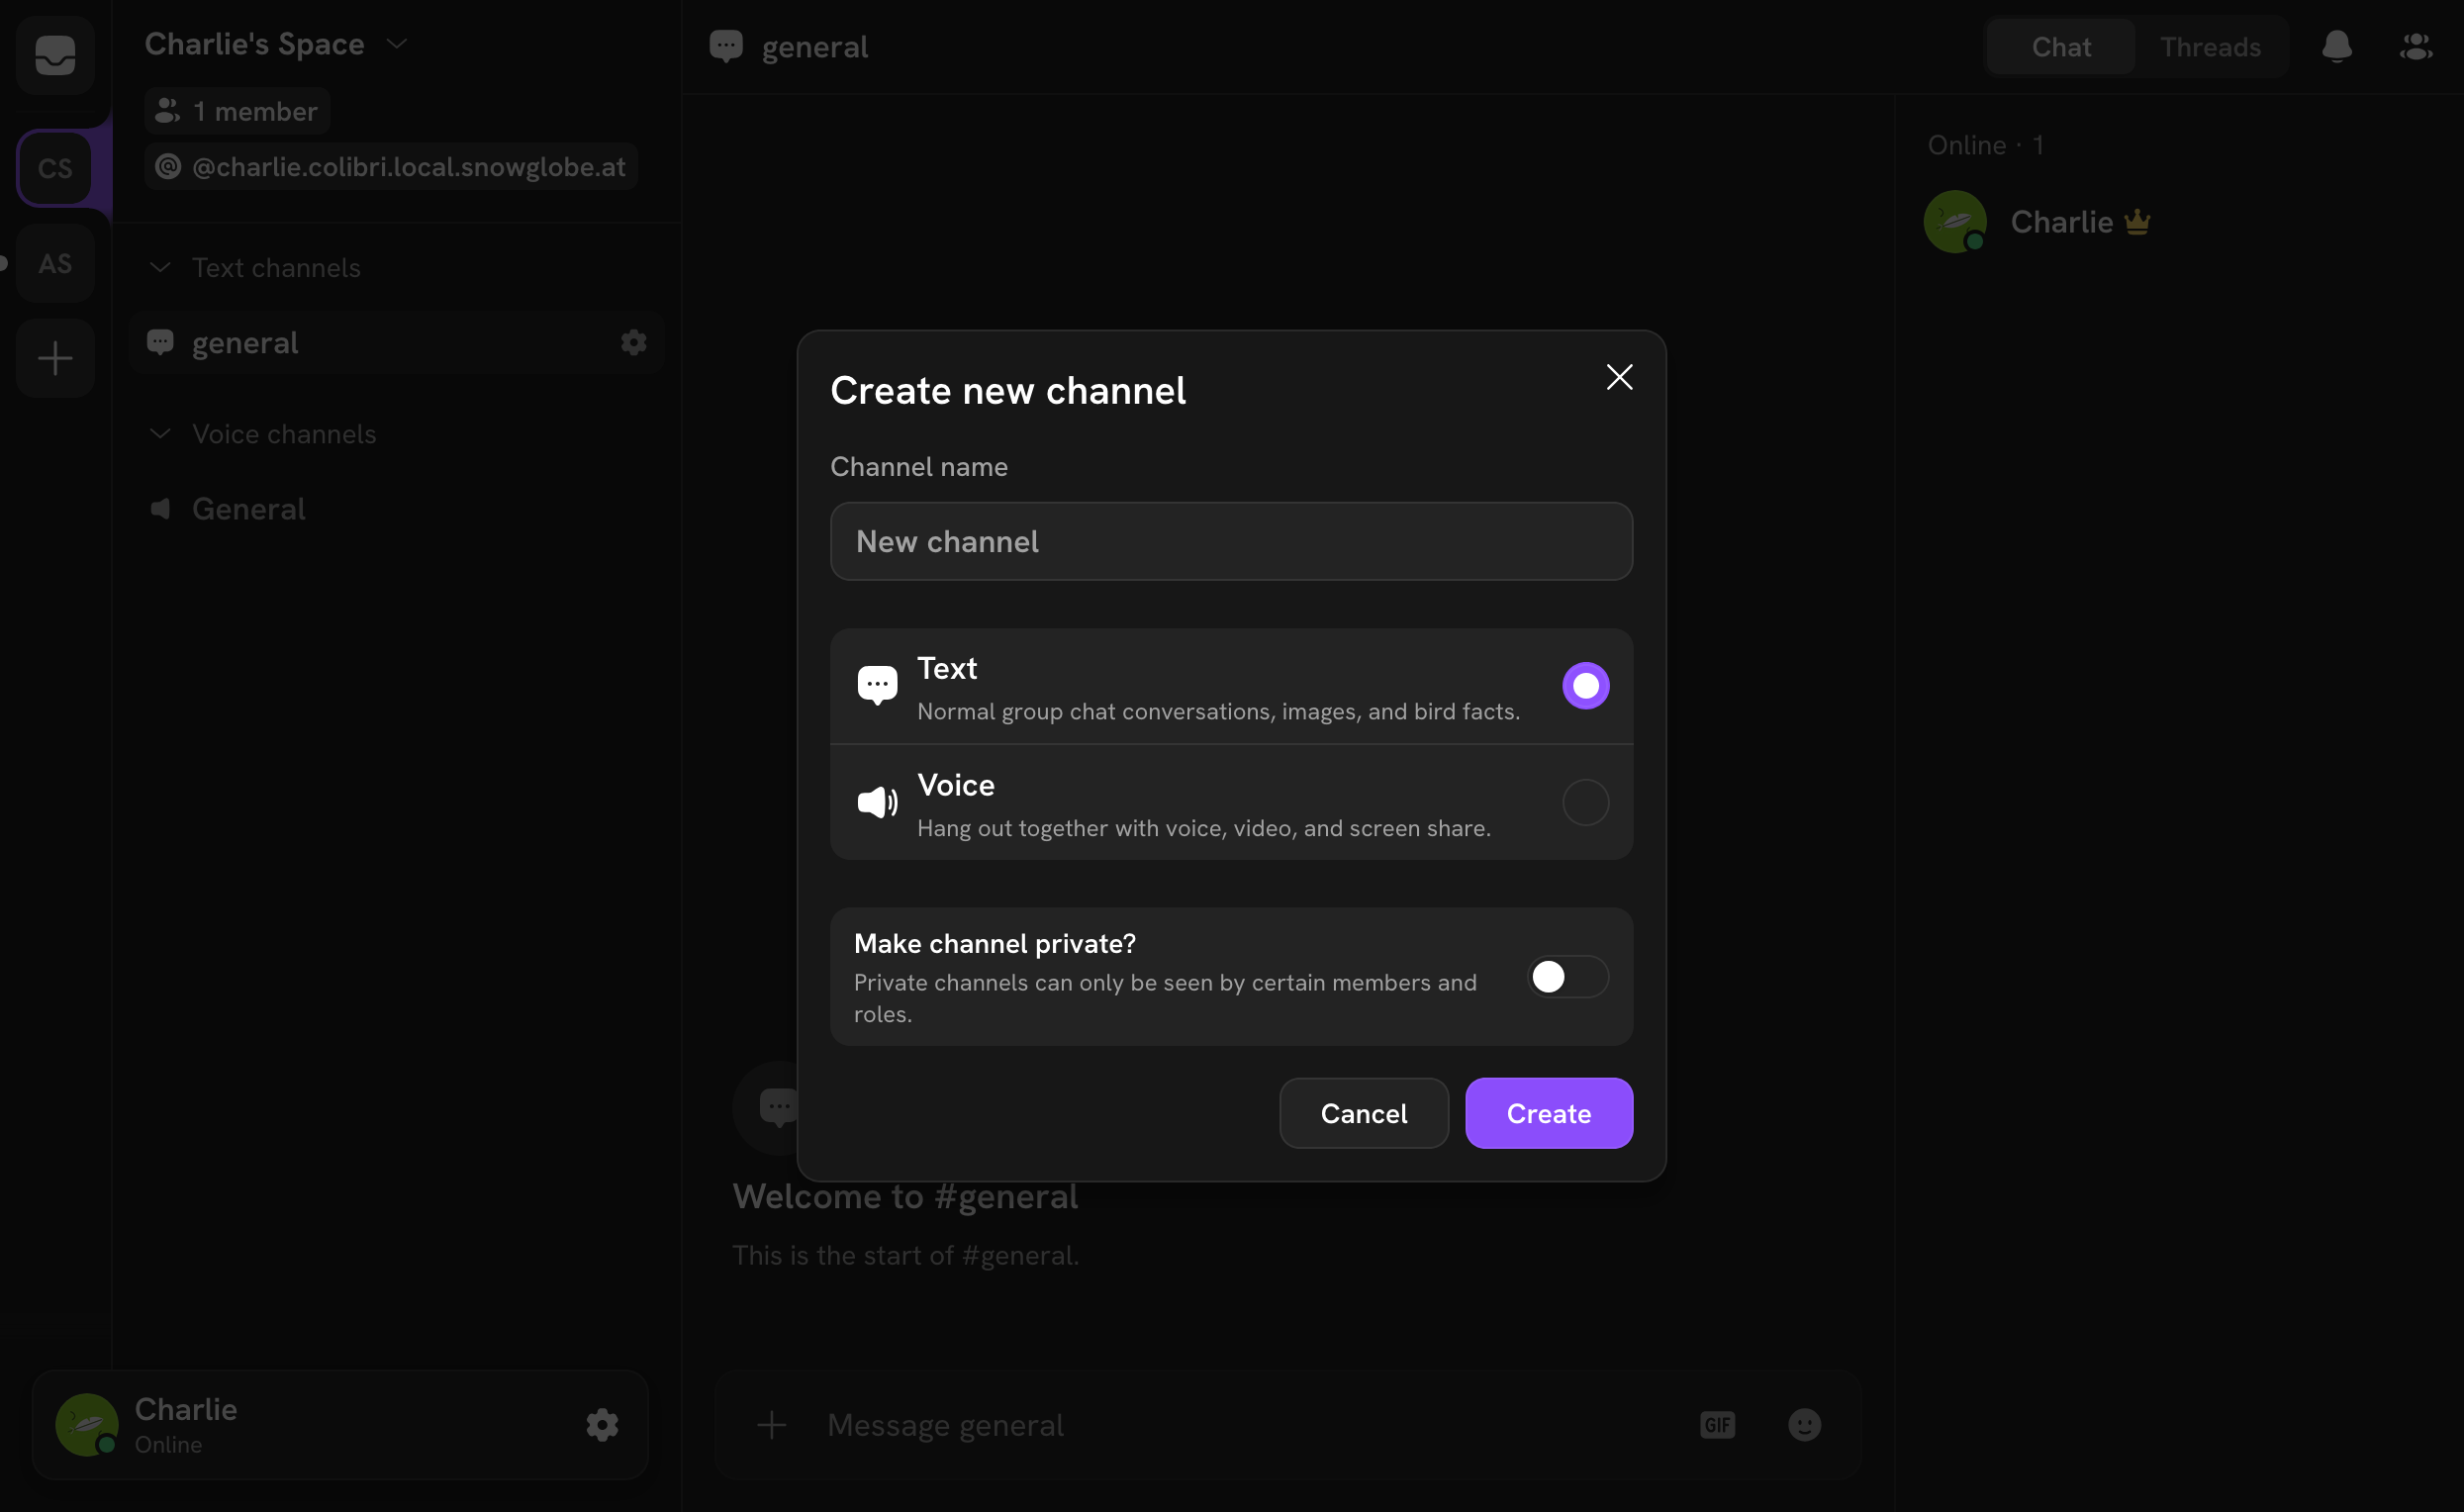 Charlie's Space
1 member
@charlie.colibri.local.snowglobe.at
CS
AS
Text channels
general
Voice channels
General
Charlie
Online
general
Chat
Threads
Online · 1
Charlie
Create new channel
Channel name
New channel
Text
Normal group chat conversations, images, and bird facts.
Voice
Hang out together with voice, video, and screen share.
Make channel private?
Private channels can only be seen by certain members and
roles.
Cancel
Create
Welcome to #general
This is the start of #general.
Message general
GIF